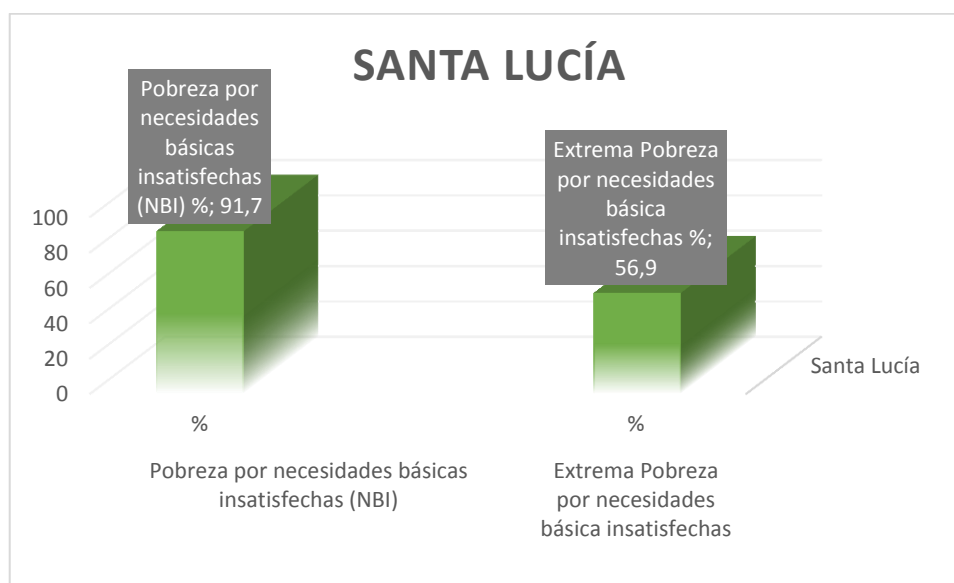 SANTA LUCÍA
Pobreza por
necesidades
básicas
insatisfechas
(NBI) %; 91,7
Extrema Pobreza
por necesidades
básica
insatisfechas %;
56,9
100
80
60
40
20
0
Santa Lucía
%
%
Pobreza por necesidades básicas
insatisfechas (NBI)
Extrema Pobreza
por necesidades
básica insatisfechas